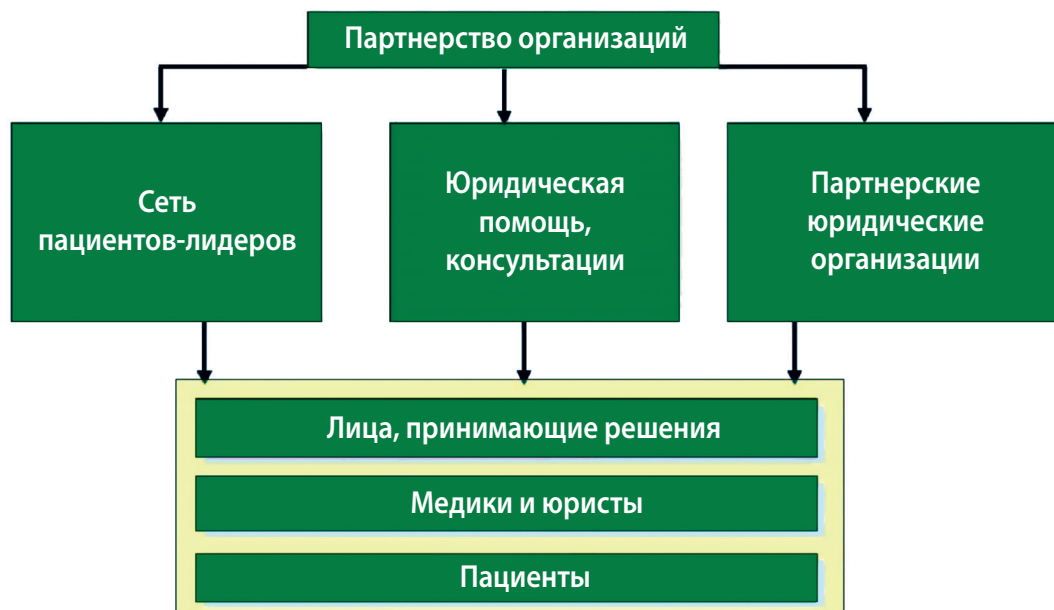 Партнерство организаций
Сеть
пациентов-лидеров
Юридическая
помощь,
консультации
Партнерские
юридические
организации
Лица, принимающие решения
Медики и юристы
Пациенты